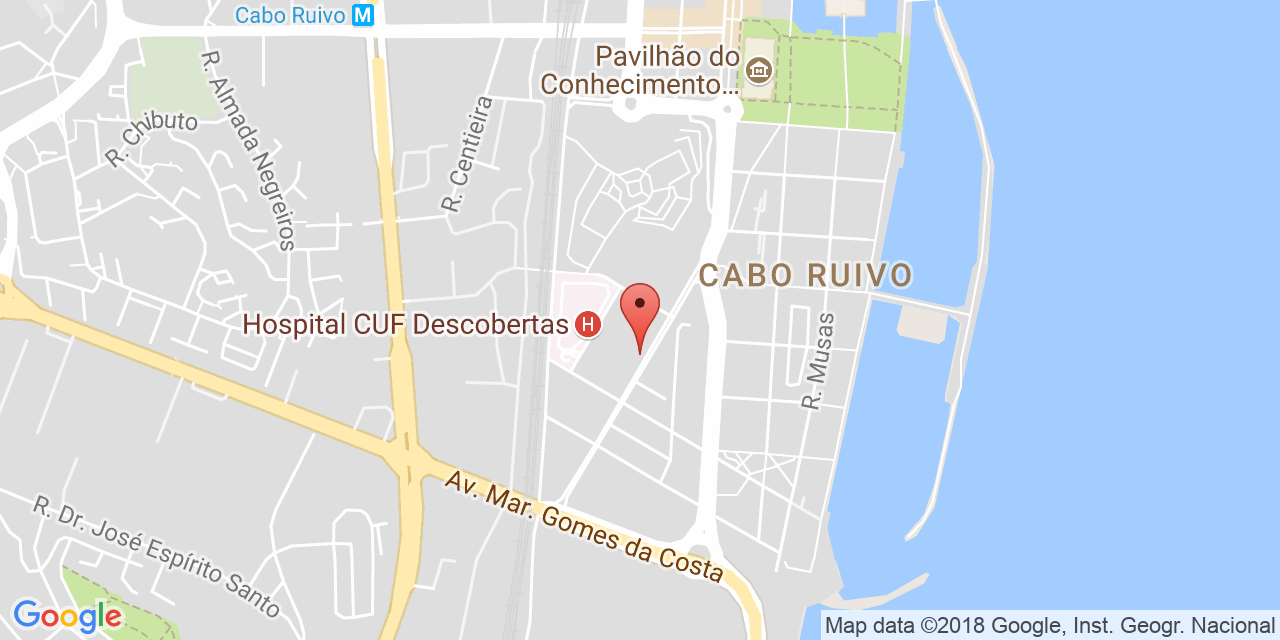 Cabo Ruivo M
Pavilhão do
Conhecimento...
R. Almada Negreiros
R. Chibuto
R. Centieira
CABO RUIVO
Hospital CUF Descobertas H
R. Musas
Av. Mar. Gomes da Costa
R. Dr. José Espírito Santo
Google
Map data ©2018 Google, Inst. Geogr. Nacional